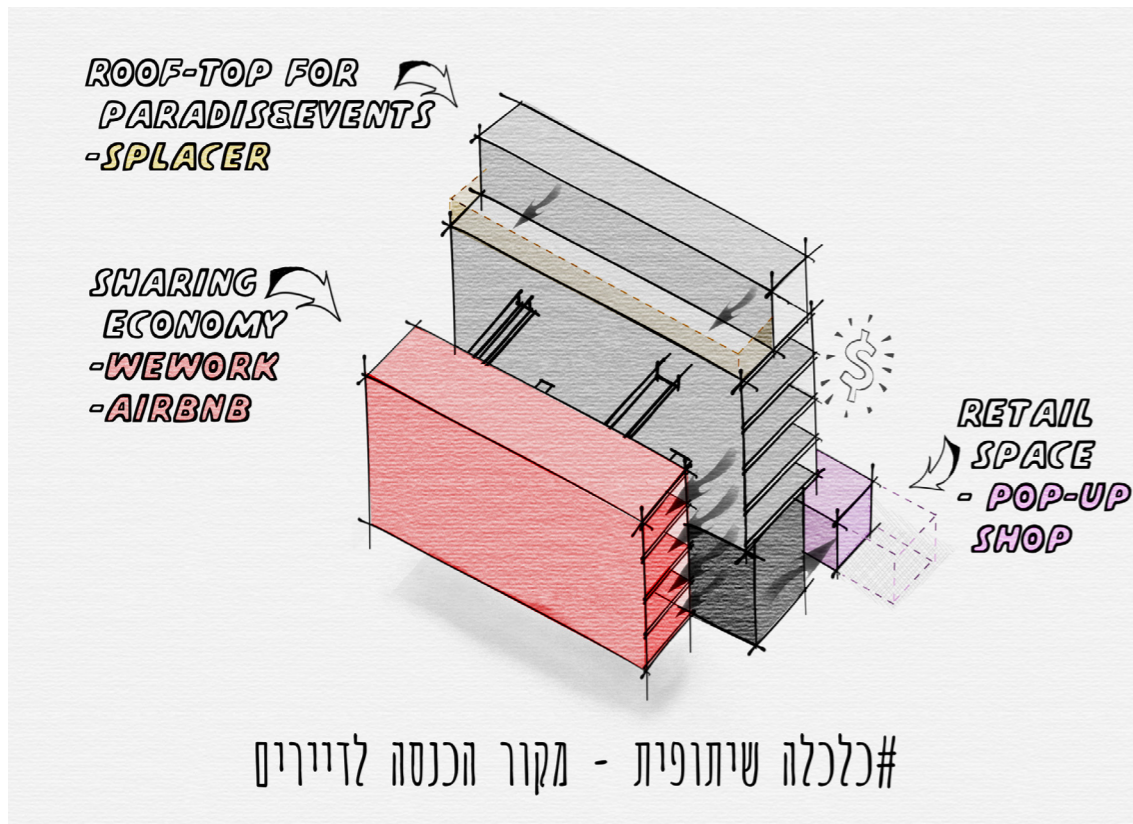 ROOF-TOP FOR
PARADIS&EVENTS
-SPLACER
SHARING
ECONOMY
-WEWORK
-AIRBNB
$
RETAIL
SPACE
- POP-UP
SHOP
#כלכלה שיתופית - מקור הכנסה לדיירים